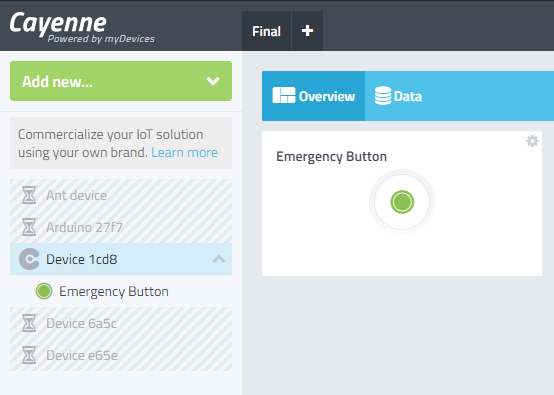 Cayenne
Powered by myDevices
Final
Add new...
Commercialize your IoT solution
using your own brand. Learn more
Ant device
Arduino 27f7
Device 1cd8
Emergency Button
Device 6a5c
Device e65e
Overview
Data
Emergency Button